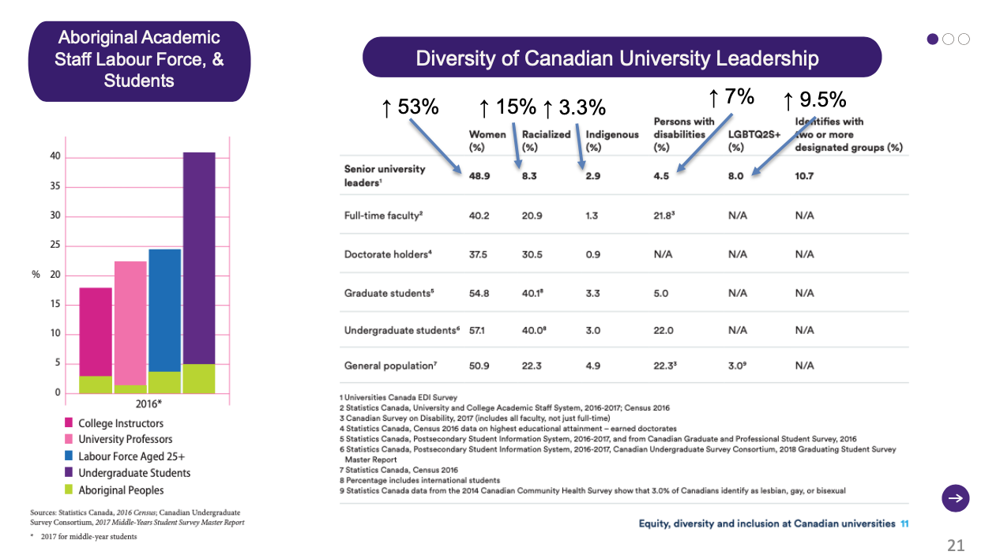 Aboriginal Academic
Staff Labour Force, &
Students
40
35
30
25
% 20
15
10
5
0
2016*
College Instructors
University Professors
Labour Force Aged 25+
Undergraduate Students
Aboriginal Peoples
Sources: Statistics Canada, 2016 Census; Canadian Undergraduate
Survey Consortium, 2017 Middle-Years Student Survey Master Report
* 2017 for middle-year students
Diversity of Canadian University Leadership
↑ 53% ↑ 15% ↑ 3.3% ↑ 7% ↑ 9.5%
Women (%) Racialized (%) Indigenous (%) Persons with disabilities (%) LGBTQ2S+ (%) Identifies with two or more designated groups (%)
Senior university leaders¹ 48.9 8.3 2.9 4.5 8.0 10.7
Full-time faculty² 40.2 20.9 1.3 21.8³ N/A N/A
Doctorate holders⁴ 37.5 30.5 0.9 N/A N/A N/A
Graduate students⁵ 54.8 40.1⁸ 3.3 5.0 N/A N/A
Undergraduate students⁶ 57.1 40.0⁸ 3.0 22.0 N/A N/A
General population⁷ 50.9 22.3 4.9 22.3³ 3.0⁹ N/A
1 Universities Canada EDI Survey
2 Statistics Canada, University and College Academic Staff System, 2016-2017; Census 2016
3 Canadian Survey on Disability, 2017 (includes all faculty, not just full-time)
4 Statistics Canada, Census 2016 data on highest educational attainment – earned doctorates
5 Statistics Canada, Postsecondary Student Information System, 2016-2017, and from Canadian Graduate and Professional Student Survey, 2016
6 Statistics Canada, Postsecondary Student Information System, 2016-2017, Canadian Undergraduate Survey Consortium, 2018 Graduating Student Survey
Master Report
7 Statistics Canada, Census 2016
8 Percentage includes international students
9 Statistics Canada data from the 2014 Canadian Community Health Survey show that 3.0% of Canadians identify as lesbian, gay, or bisexual
Equity, diversity and inclusion at Canadian universities 11
21